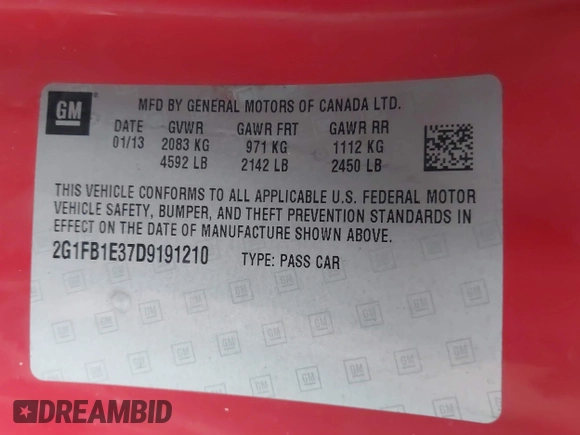 GM
MFD BY GENERAL MOTORS OF CANADA LTD.
DATE GVWR GAWR FRT GAWR RR
01/13 2083 KG 971 KG 1112 KG
4592 LB 2142 LB 2450 LB
THIS VEHICLE CONFORMS TO ALL APPLICABLE U.S. FEDERAL MOTOR
VEHICLE SAFETY, BUMPER, AND THEFT PREVENTION STANDARDS IN
EFFECT ON THE DATE OF MANUFACTURE SHOWN ABOVE.
2G1FB1E37D9191210 TYPE: PASS CAR
DREAMBID